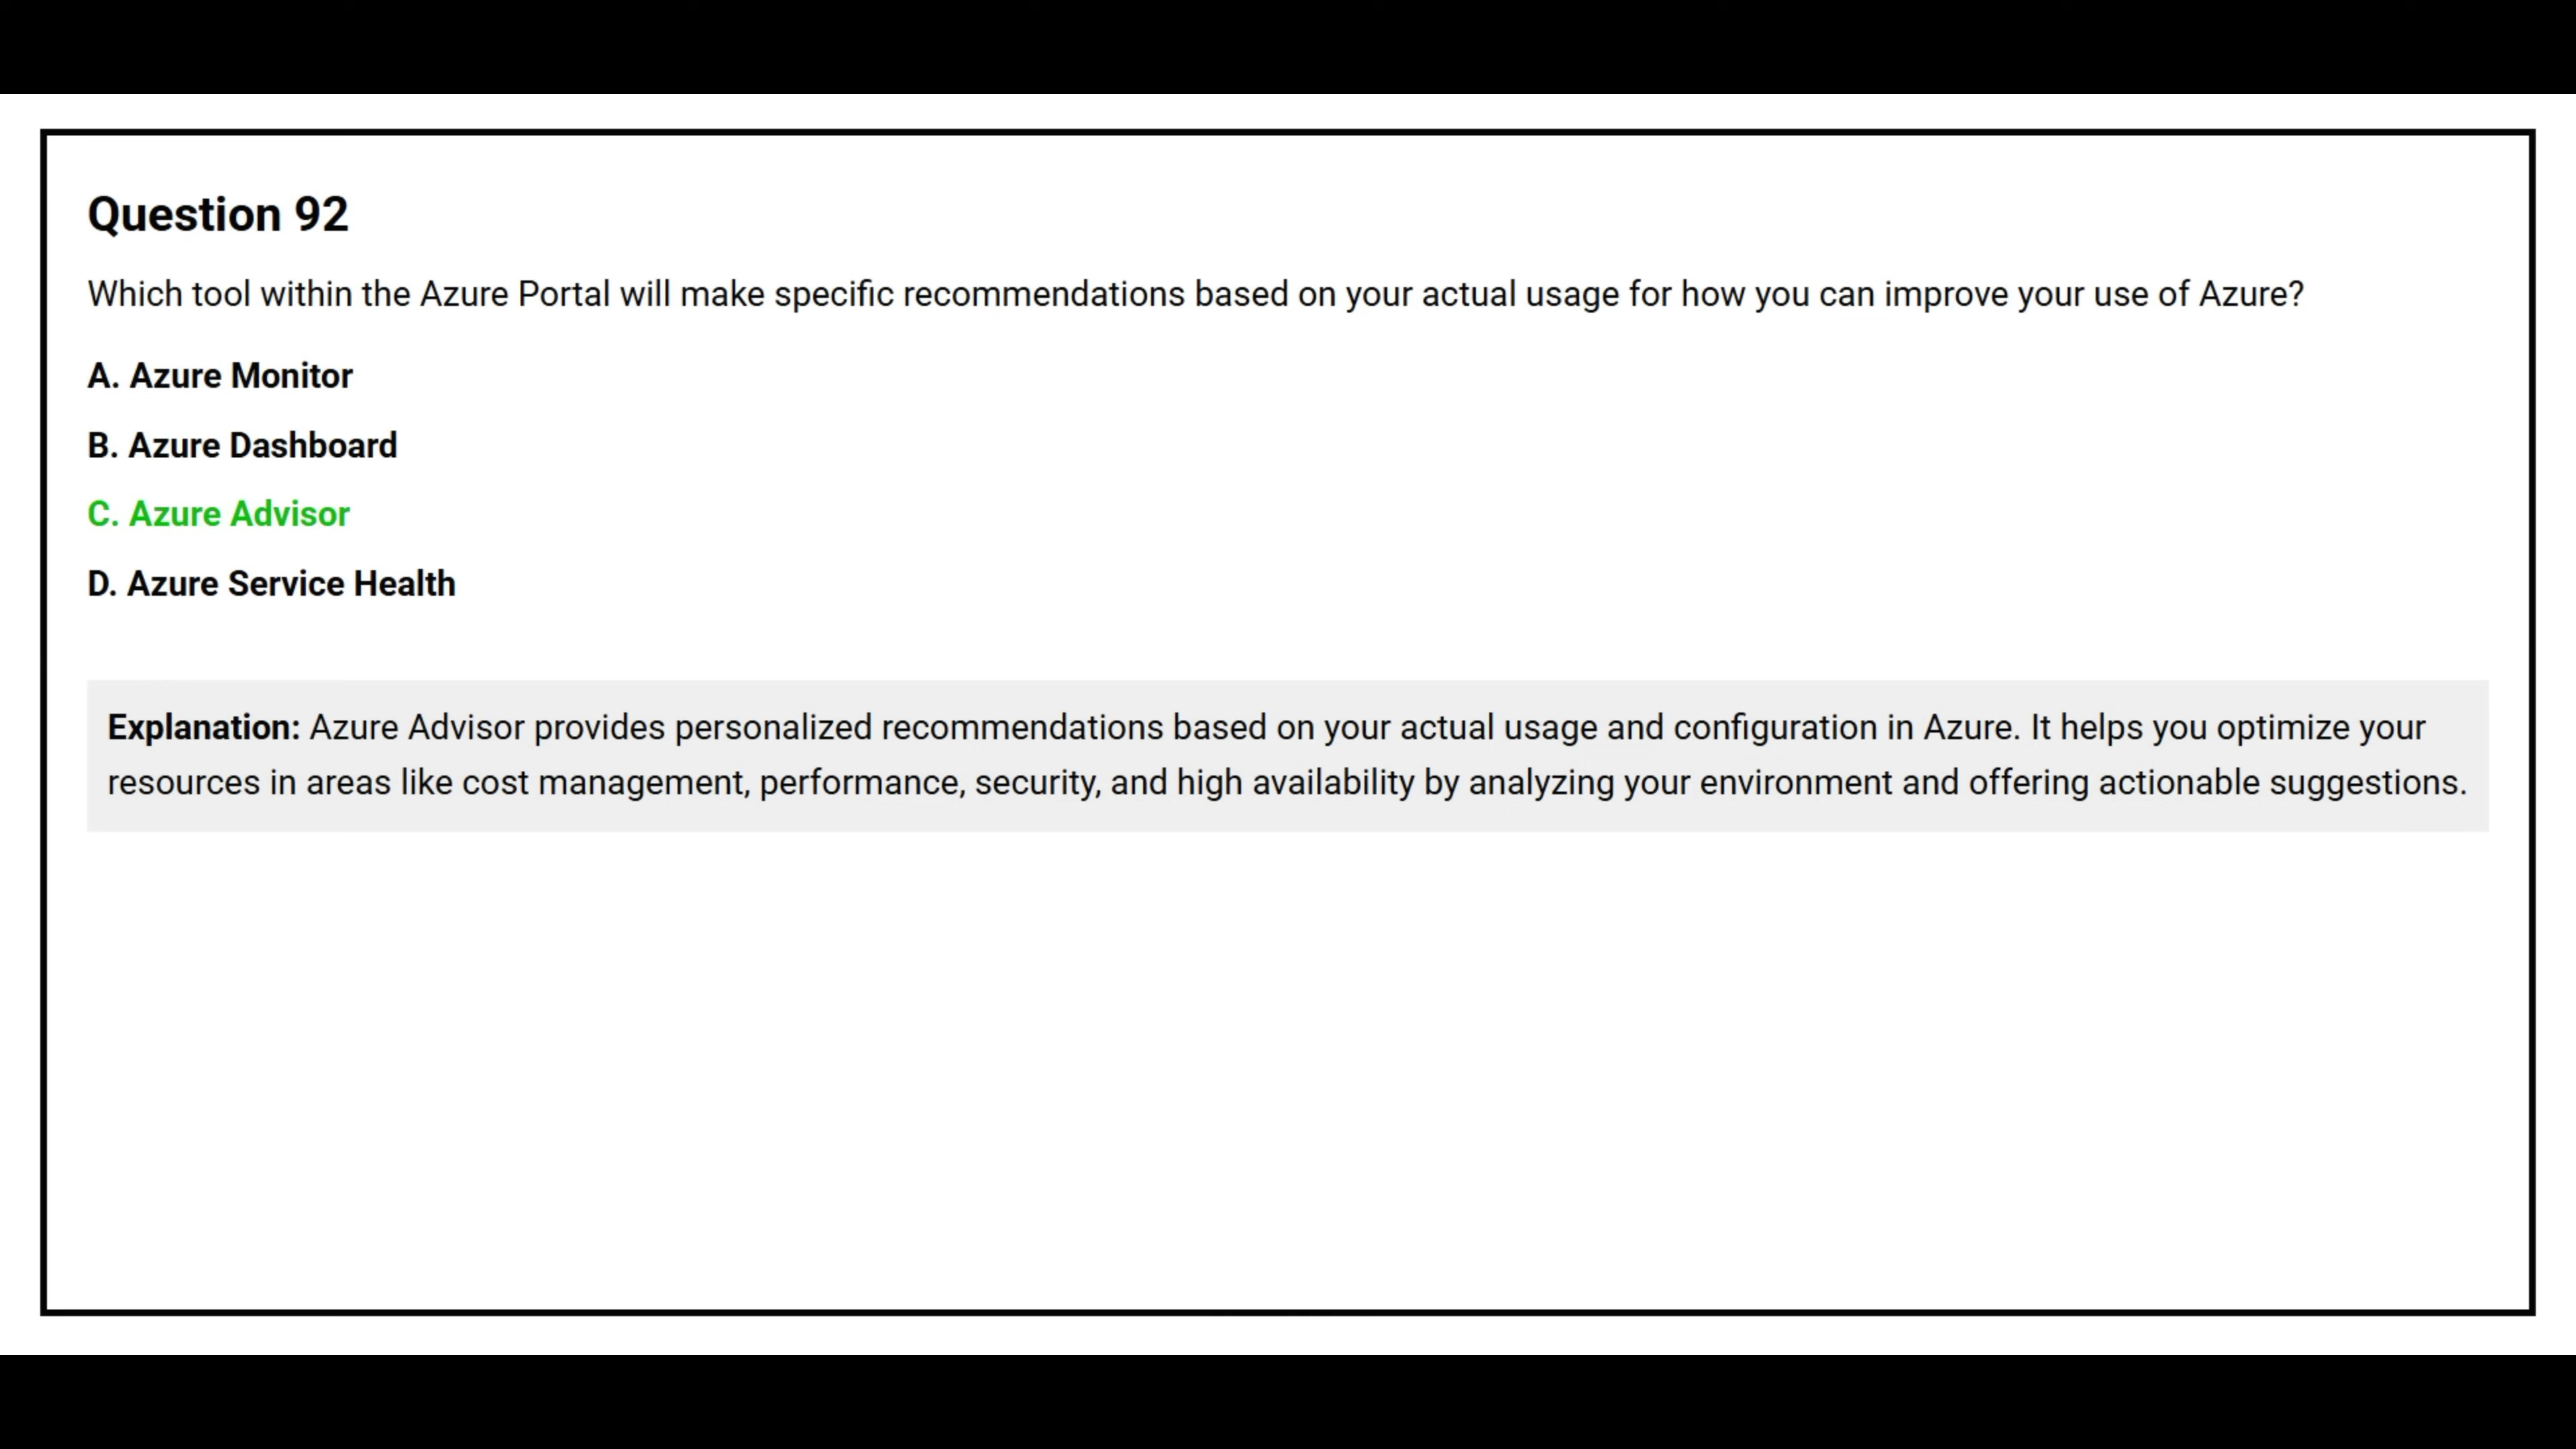 Question 92
Which tool within the Azure Portal will make specific recommendations based on your actual usage for how you can improve your use of Azure?
A. Azure Monitor
B. Azure Dashboard
C. Azure Advisor
D. Azure Service Health
Explanation: Azure Advisor provides personalized recommendations based on your actual usage and configuration in Azure. It helps you optimize your
resources in areas like cost management, performance, security, and high availability by analyzing your environment and offering actionable suggestions.